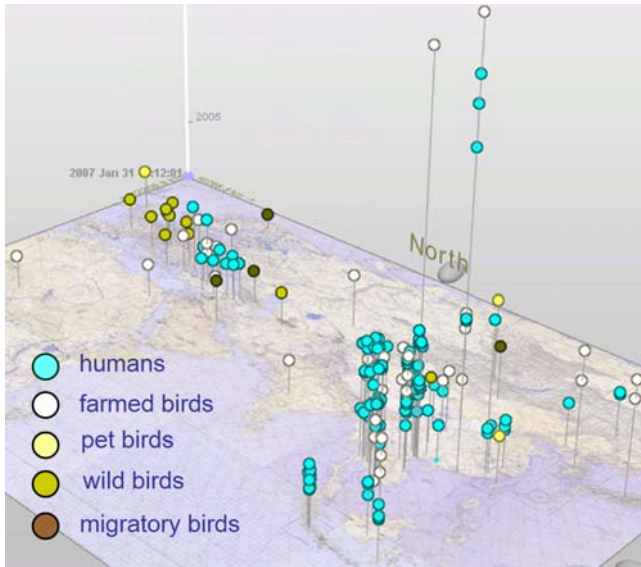 2005
2007 Jan 31
North
humans
farmed birds
pet birds
wild birds
migratory birds